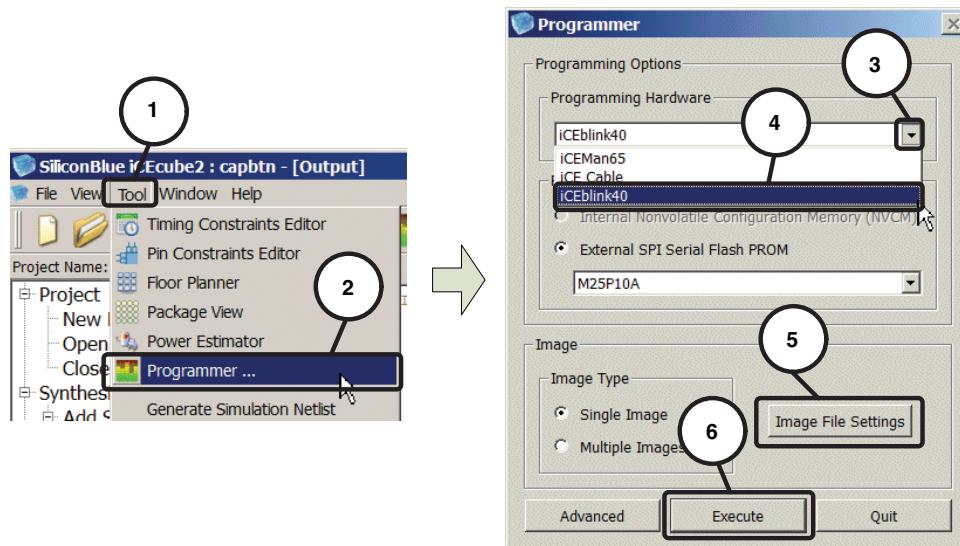 1
SiliconBlue iCEcube2 : capbtn - [Output]
File View Tool Window Help
Timing Constraints Editor
Project Name:
Pin Constraints Editor
Project
Floor Planner
New
Package View
Open
Power Estimator
Close
Programmer ...
2
Synthes
Generate Simulation Netlist
Add S
Programmer
Programming Options
3
Programming Hardware
4
iCEblink40
iCEMan65
iCE Cable
iCEblink40
Internal Nonvolatile Configuration Memory (NVCM)
External SPI Serial Flash PROM
M25P10A
Image
5
Image Type
Single Image
Image File Settings
Multiple Images
6
Advanced Execute Quit